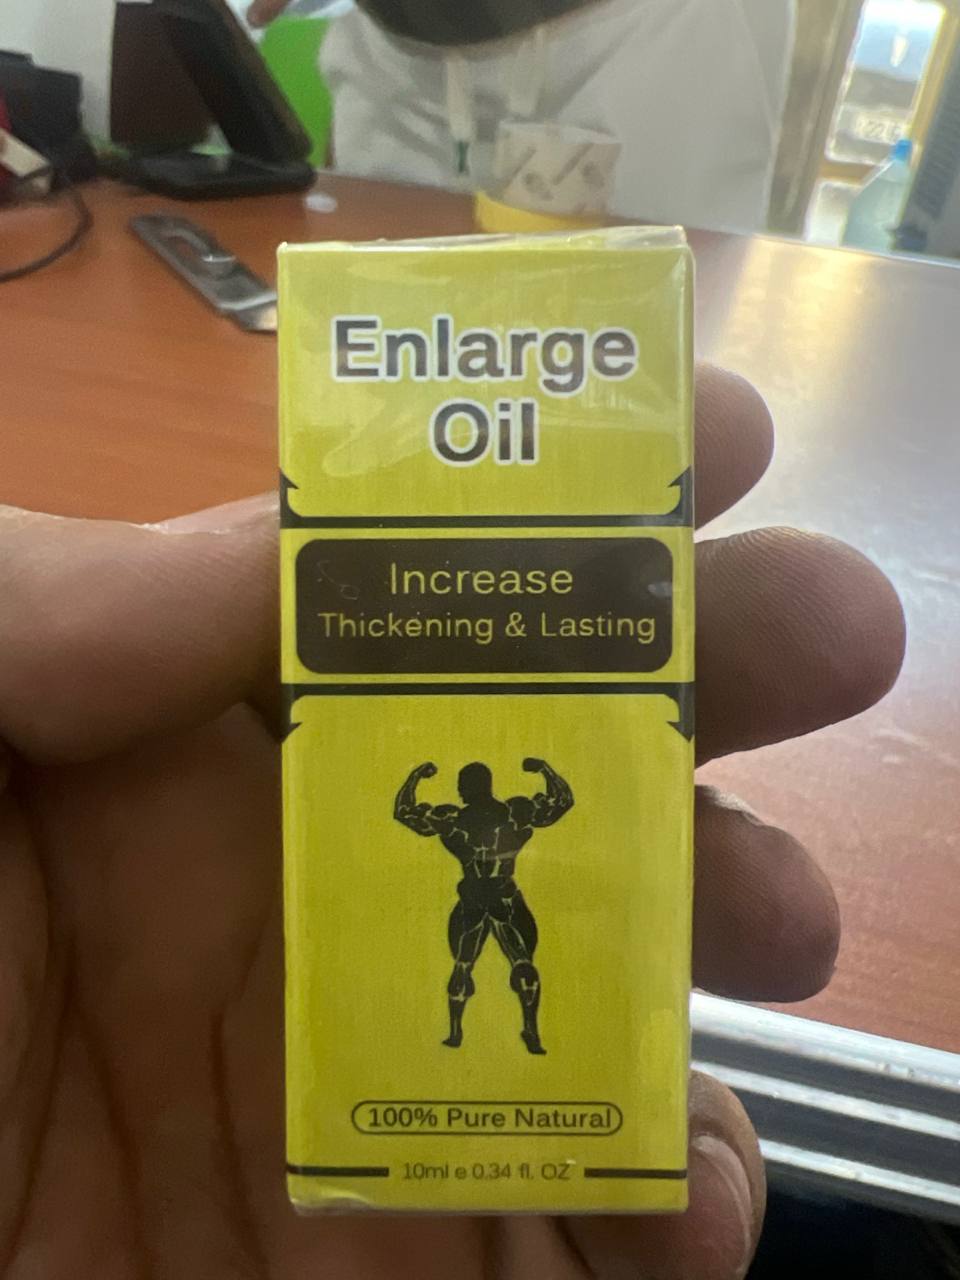 Enlarge
Oil
Increase
Thickening & Lasting
100% Pure Natural
10ml e 0.34 fl. OZ